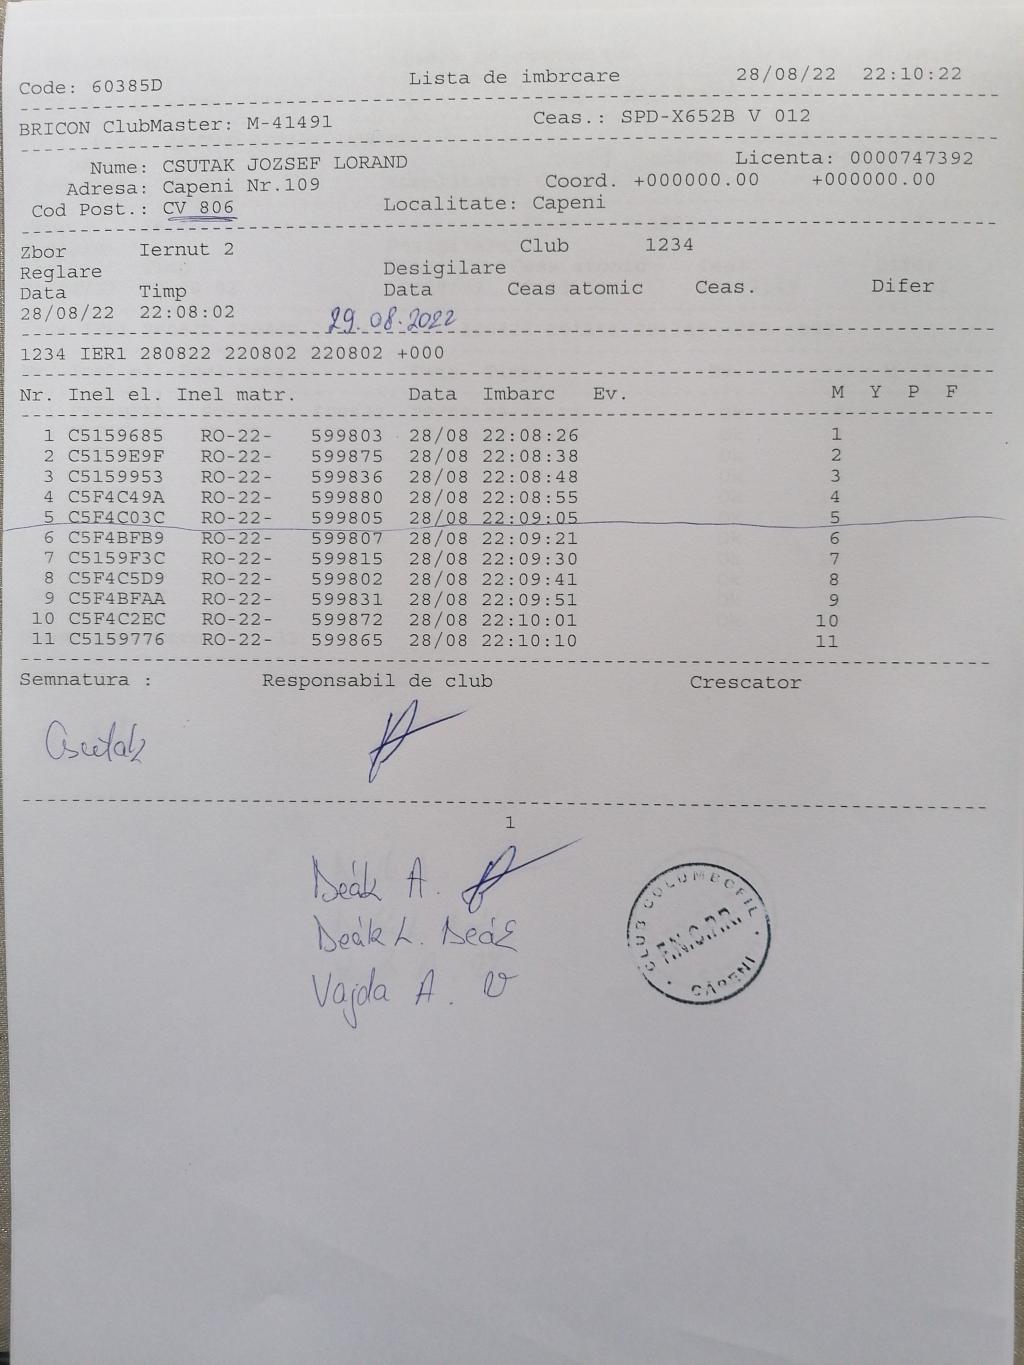 Code: 60385D Lista de imbrcare 28/08/22 22:10:22
BRICON ClubMaster: M-41491 Ceas.: SPD-X652B V 012
Nume: CSUTAK JOZSEF LORAND Licenta: 0000747392
Adresa: Capeni Nr.109 Coord. +000000.00 +000000.00
Cod Post.: CV 806 Localitate: Capeni
Zbor Iernut 2 Club 1234
Reglare Desigilare
Data Timp Data Ceas atomic Ceas. Difer
28/08/22 22:08:02 29.08.2022
1234 IER1 280822 220802 220802 +000
Nr. Inel el. Inel matr. Data Imbarc Ev. M Y P F
1 C5159685 RO-22- 599803 28/08 22:08:26 1
2 C5159E9F RO-22- 599875 28/08 22:08:38 2
3 C5159953 RO-22- 599836 28/08 22:08:48 3
4 C5F4C49A RO-22- 599880 28/08 22:08:55 4
5 C5F4C03C RO-22- 599805 28/08 22:09:05 5
6 C5F4BFB9 RO-22- 599807 28/08 22:09:21 6
7 C5159F3C RO-22- 599815 28/08 22:09:30 7
8 C5F4C5D9 RO-22- 599802 28/08 22:09:41 8
9 C5F4BFAA RO-22- 599831 28/08 22:09:51 9
10 C5F4C2EC RO-22- 599872 28/08 22:10:01 10
11 C5159776 RO-22- 599865 28/08 22:10:10 11
Semnatura : Responsabil de club Crescator
Csutak
1
Deák A.
Deák L. Deák
Vajda A. V
CLUB COLUMBOFIL
F.N.C.P.R.
CĂPENI